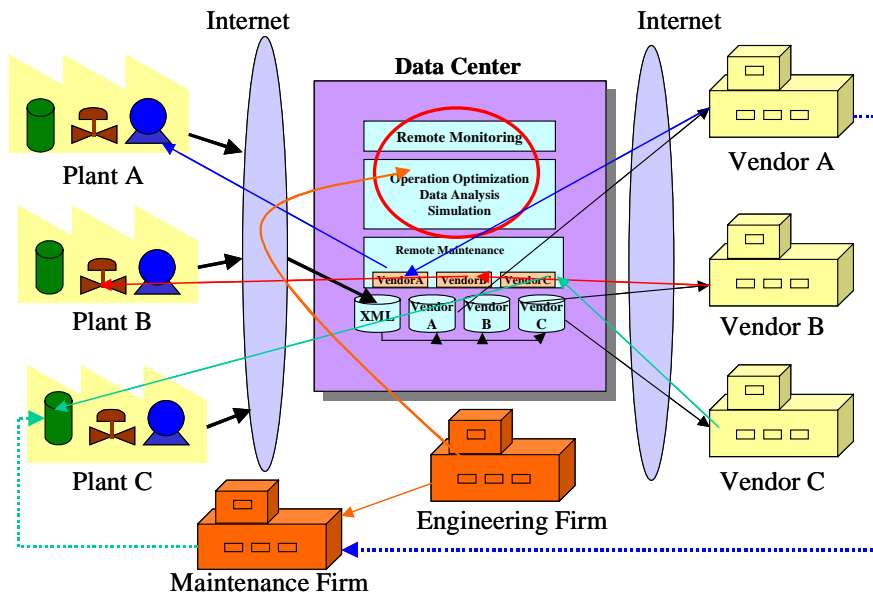 Internet
Internet
Data Center
Remote Monitoring
Operation Optimization
Data Analysis
Simulation
Remote Maintenance
VendorA
VendorB
VendorC
XML
Vendor
A
Vendor
B
Vendor
C
Plant A
Plant B
Plant C
Vendor A
Vendor B
Vendor C
Engineering Firm
Maintenance Firm